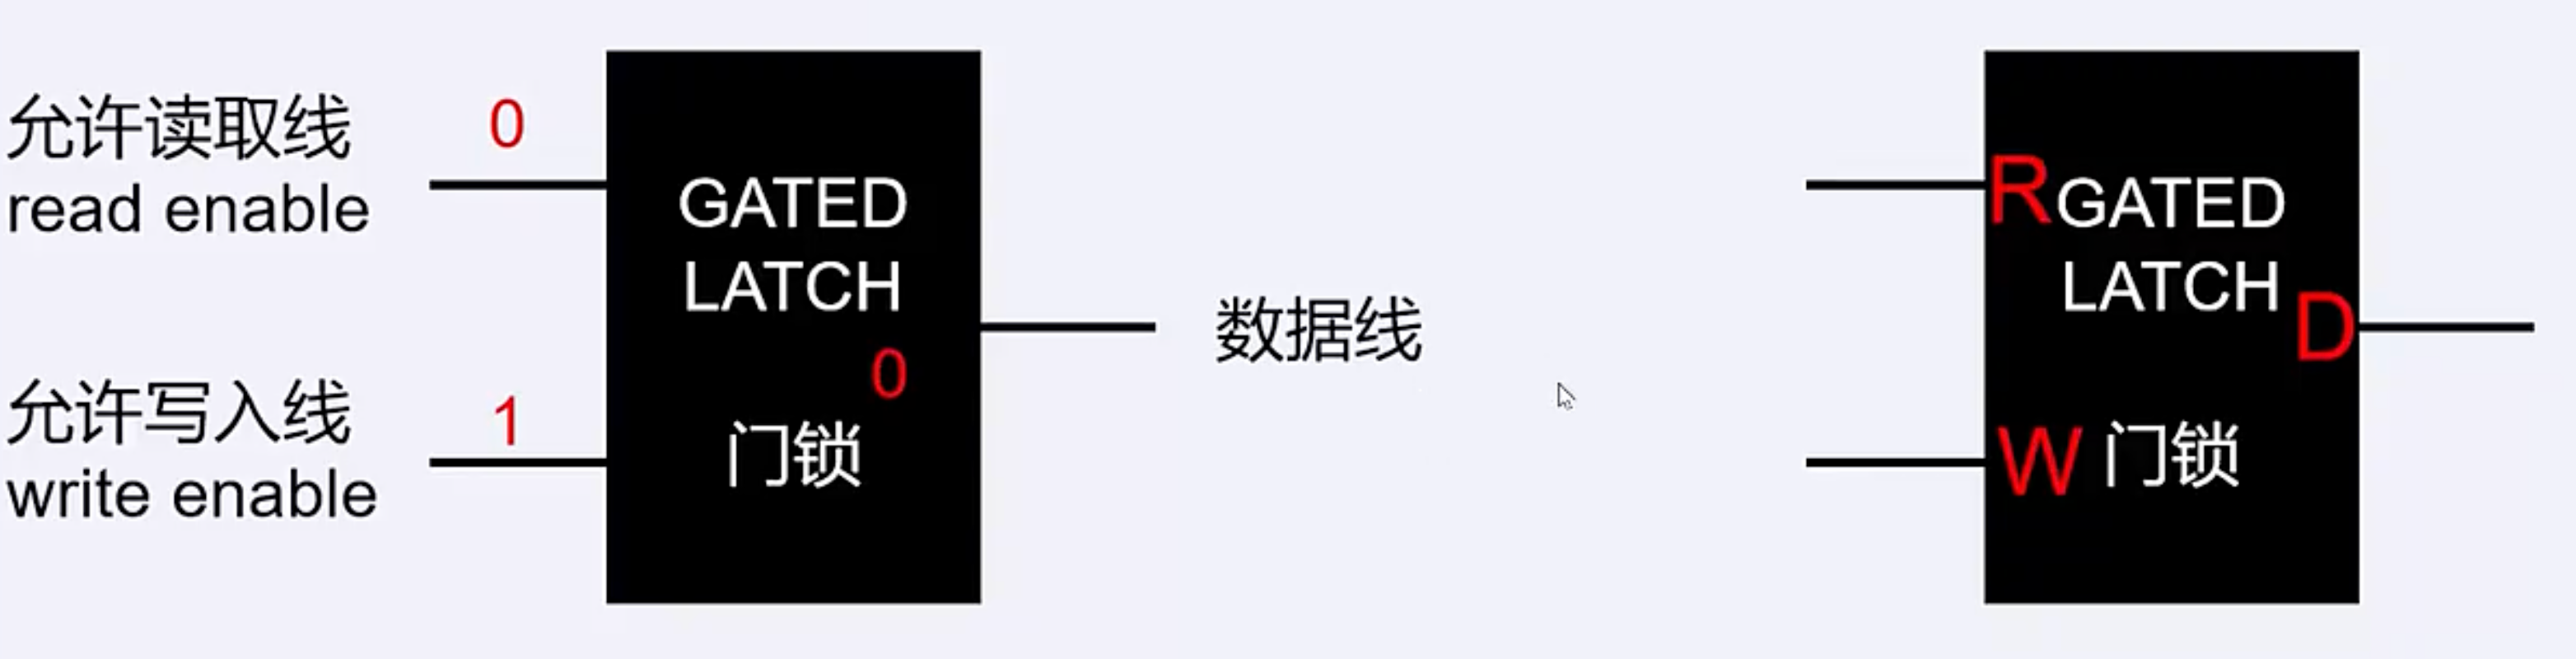 允许读取线
0
read enable
GATED
LATCH
0
门锁
允许写入线
1
write enable
数据线
R
GATED
LATCH
D
W
门锁